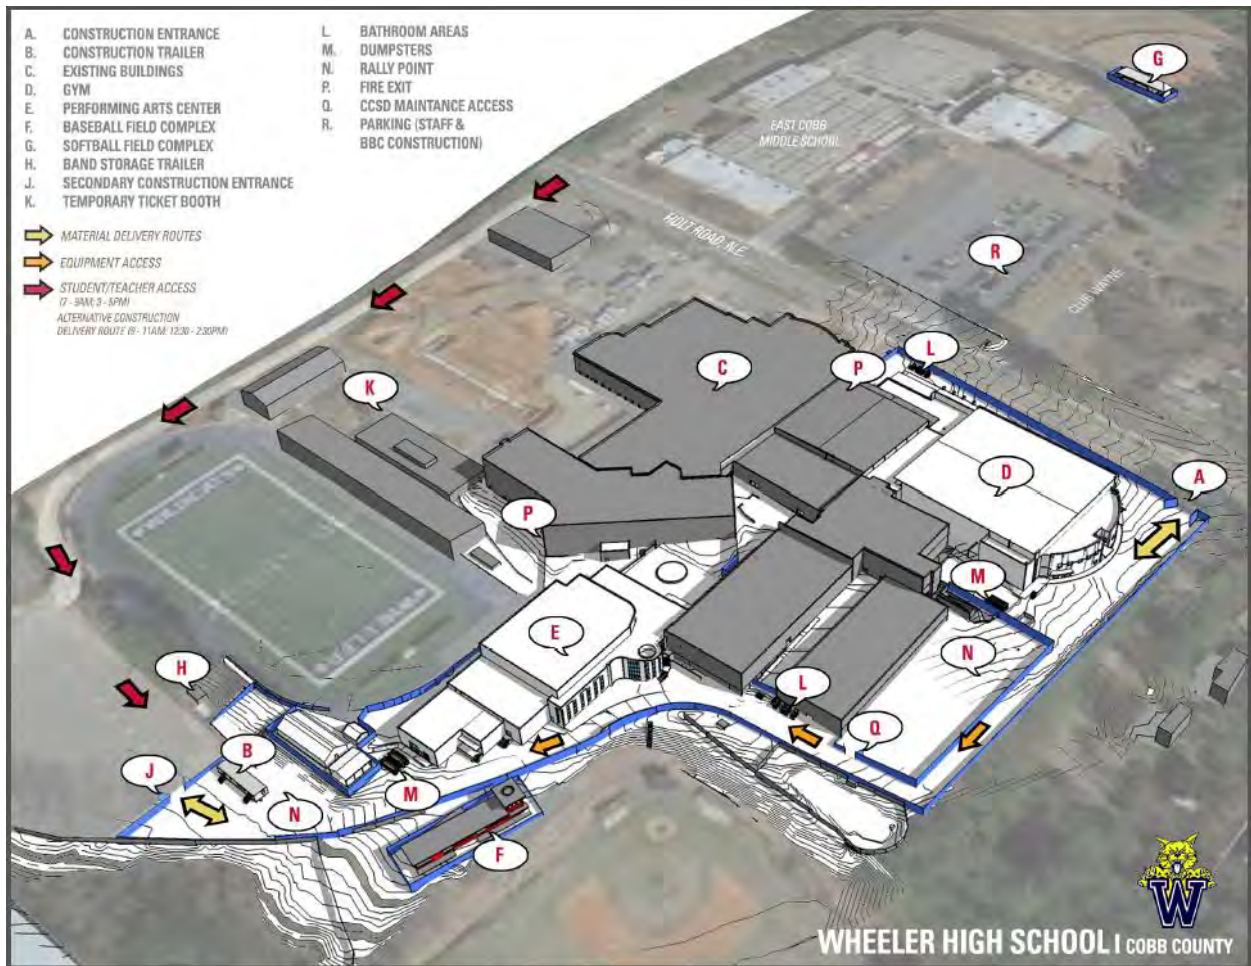 A. CONSTRUCTION ENTRANCE
B. CONSTRUCTION TRAILER
C. EXISTING BUILDINGS
D. GYM
E. PERFORMING ARTS CENTER
F. BASEBALL FIELD COMPLEX
G. SOFTBALL FIELD COMPLEX
H. BAND STORAGE TRAILER
J. SECONDARY CONSTRUCTION ENTRANCE
K. TEMPORARY TICKET BOOTH
L. BATHROOM AREAS
M. DUMPSTERS
N. RALLY POINT
P. FIRE EXIT
Q. CCSD MAINTANCE ACCESS
R. PARKING (STAFF &
BBC CONSTRUCTION)
MATERIAL DELIVERY ROUTES
EQUIPMENT ACCESS
STUDENT/TEACHER ACCESS
(7 - 9AM; 3 - 5PM)
ALTERNATIVE CONSTRUCTION
DELIVERY ROUTE (9 - 11AM; 12:30 - 2:30PM)
G
EAST COBB
MIDDLE SCHOOL
HOLT ROAD, N.E.
R
CLUB WAYNE
L
C
P
K
D
A
P
M
E
N
H
L
Q
B
J
M
N
F
W
WHEELER HIGH SCHOOL | COBB COUNTY